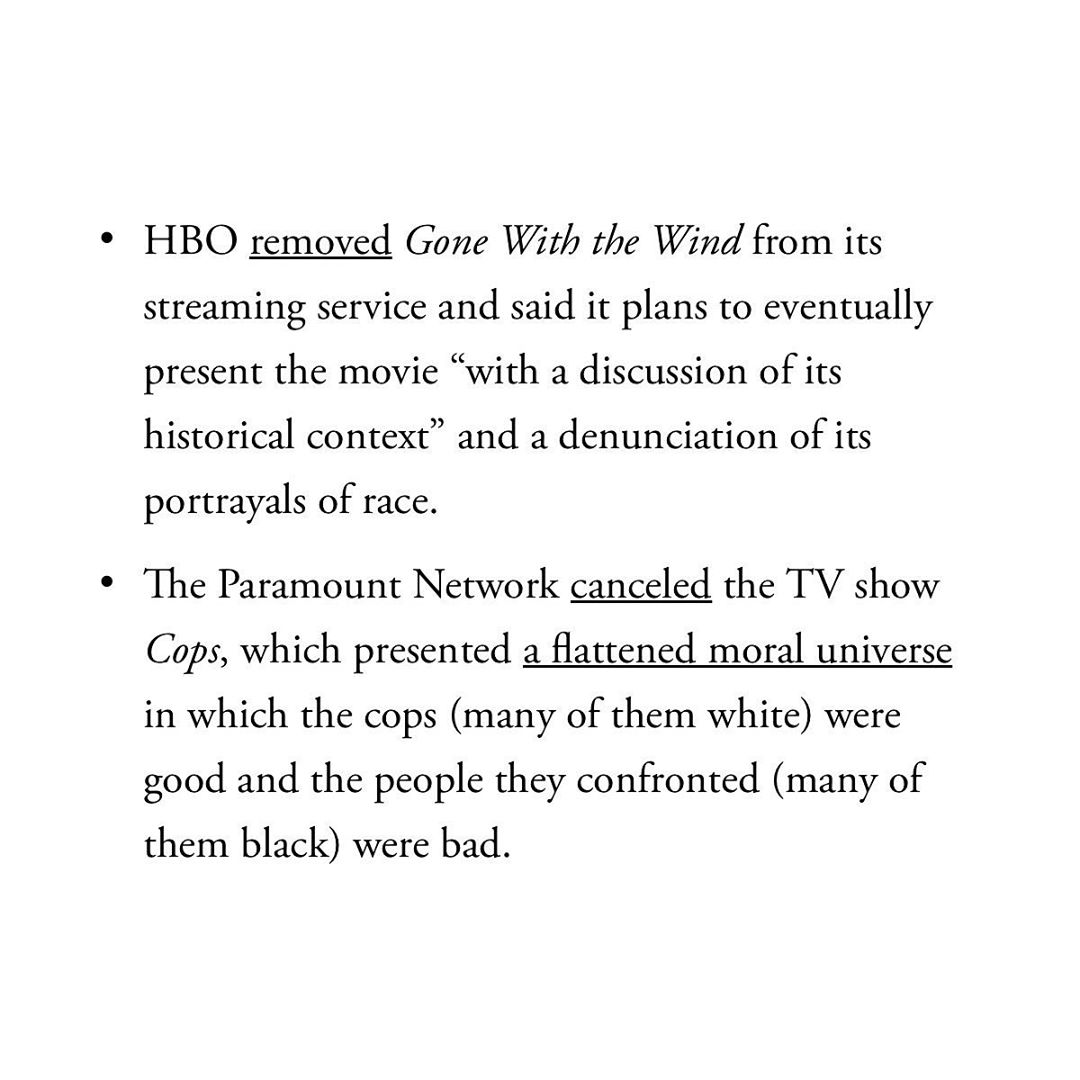 • HBO removed Gone With the Wind from its
streaming service and said it plans to eventually
present the movie “with a discussion of its
historical context” and a denunciation of its
portrayals of race.
• The Paramount Network canceled the TV show
Cops, which presented a flattened moral universe
in which the cops (many of them white) were
good and the people they confronted (many of
them black) were bad.